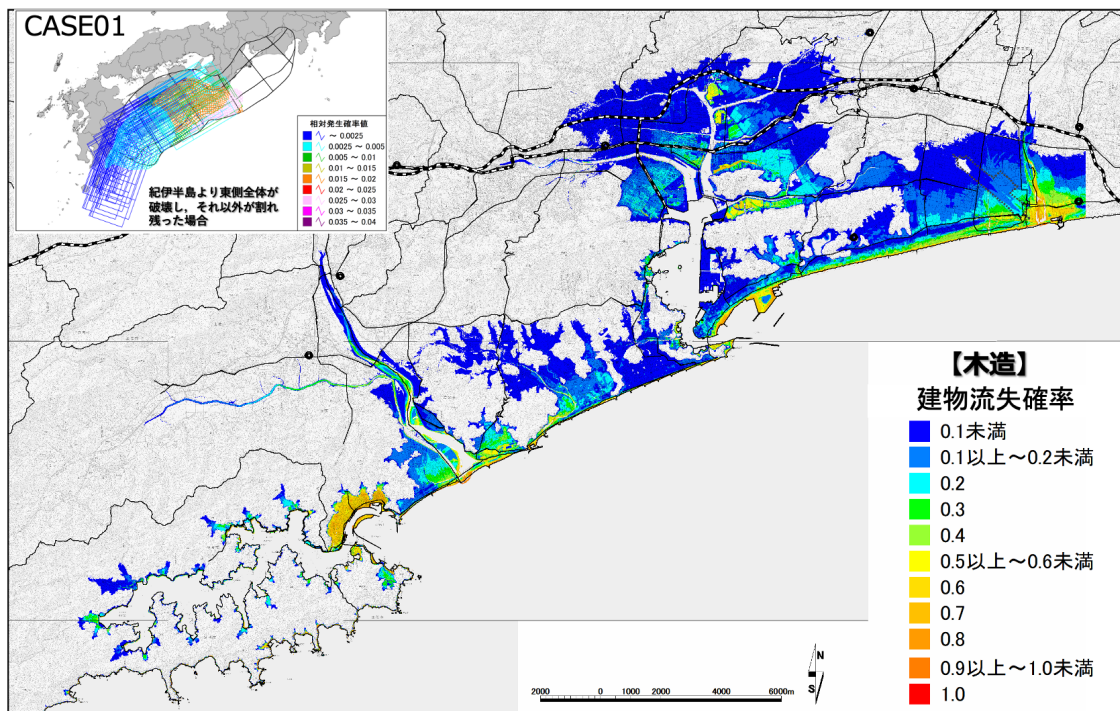 CASE01
相対発生確率値
～ 0.0025
0.0025 ～ 0.005
0.005 ～ 0.01
0.01 ～ 0.015
0.015 ～ 0.02
0.02 ～ 0.025
0.025 ～ 0.03
0.03 ～ 0.035
0.035 ～ 0.04
紀伊半島より東側全体が
破壊し、それ以外が割れ
残った場合
【木造】
建物流失確率
0.1未満
0.1以上～0.2未満
0.2
0.3
0.4
0.5以上～0.6未満
0.6
0.7
0.8
0.9以上～1.0未満
1.0
N
S
2000 0 1000 2000 4000 6000m